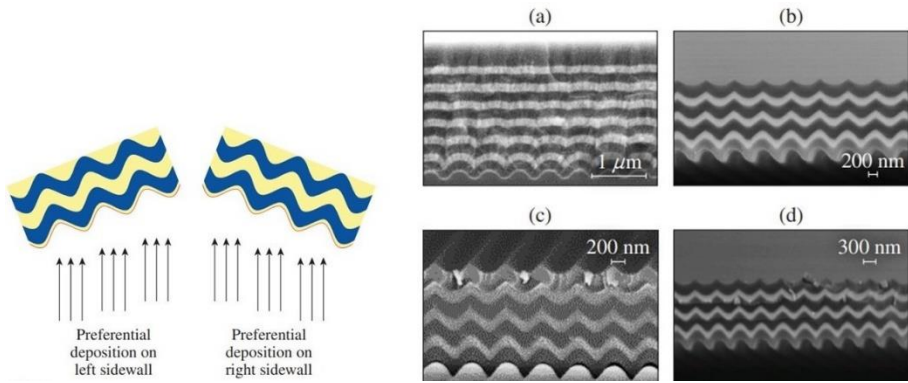 (a)
(b)
1 μm
200 nm
(c)
(d)
200 nm
300 nm
Preferential
deposition on
left sidewall
Preferential
deposition on
right sidewall